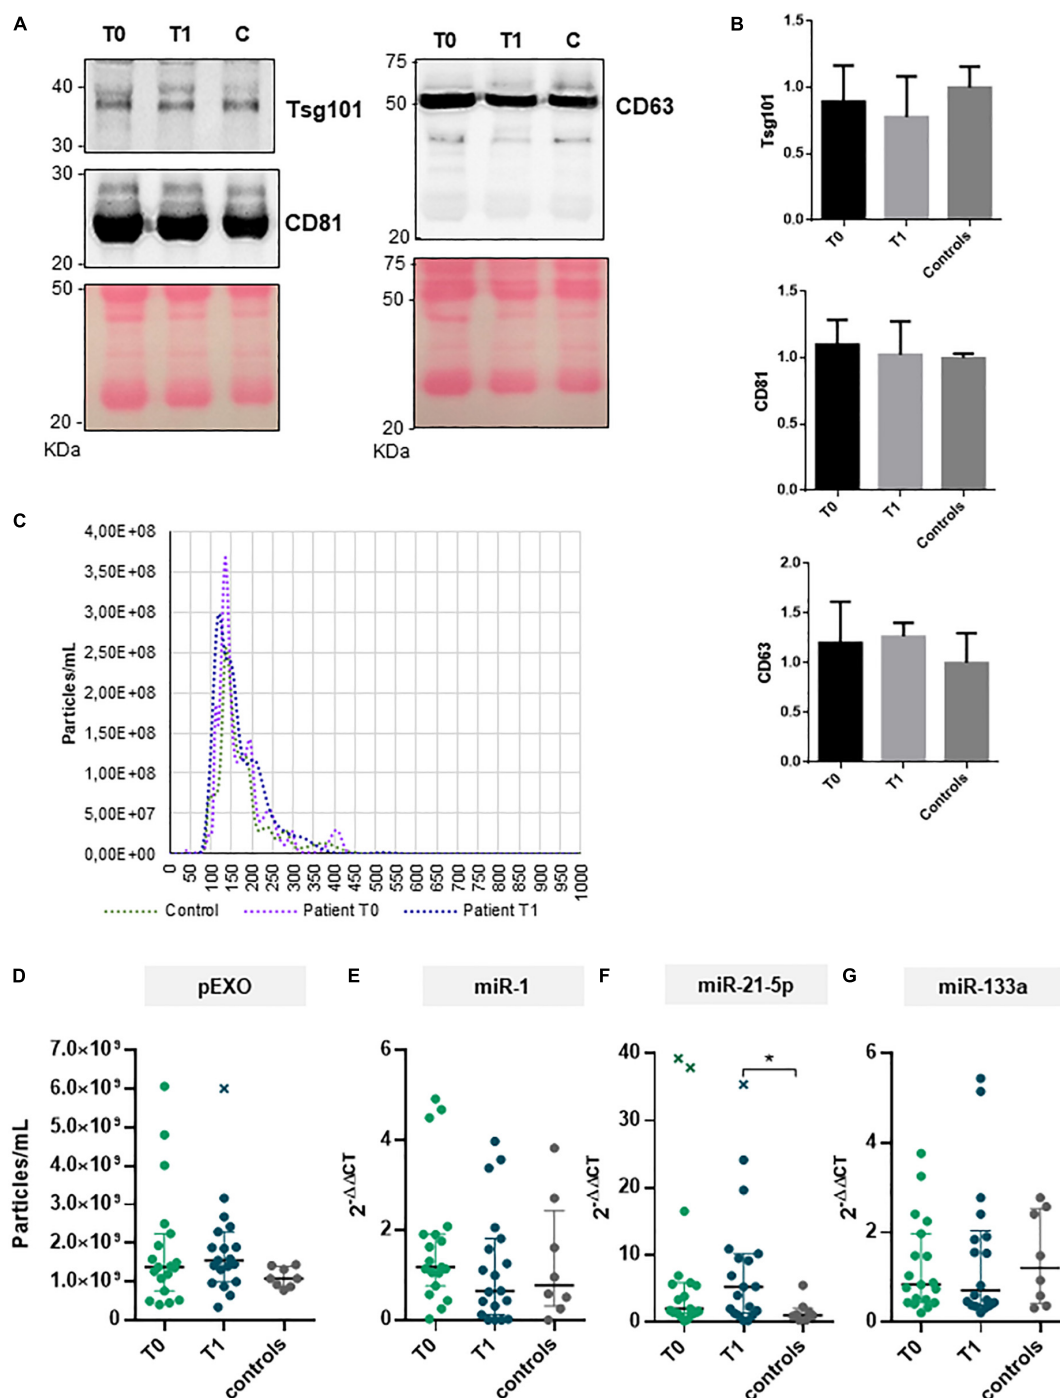 A
T0 T1 C
40
30
Tsg101
30
20
CD81
50
20
KDa
T0 T1 C
75
50
20
CD63
75
50
20
KDa
B
Tsg101
1.5
1.0
0.5
0.0
T0 T1 Controls
CD81
1.5
1.0
0.5
0.0
T0 T1 Controls
CD63
2.0
1.5
1.0
0.5
0.0
T0 T1 Controls
C
Particles/mL
4,00E+08
3,50E+08
3,00E+08
2,50E+08
2,00E+08
1,50E+08
1,00E+08
5,00E+07
0,00E+00
0 50 100 150 200 250 300 350 400 450 500 550 600 650 700 750 800 850 900 950 1000
Control Patient T0 Patient T1
D
pEXO
Particles/mL
7.0×10⁹
6.0×10⁹
5.0×10⁹
4.0×10⁹
3.0×10⁹
2.0×10⁹
1.0×10⁹
0
T0 T1 controls
E
miR-1
2^-ΔΔCT
6
4
2
0
T0 T1 controls
F
miR-21-5p
2^-ΔΔCT
40
30
20
10
0
*
T0 T1 controls
G
miR-133a
2^-ΔΔCT
6
4
2
0
T0 T1 controls